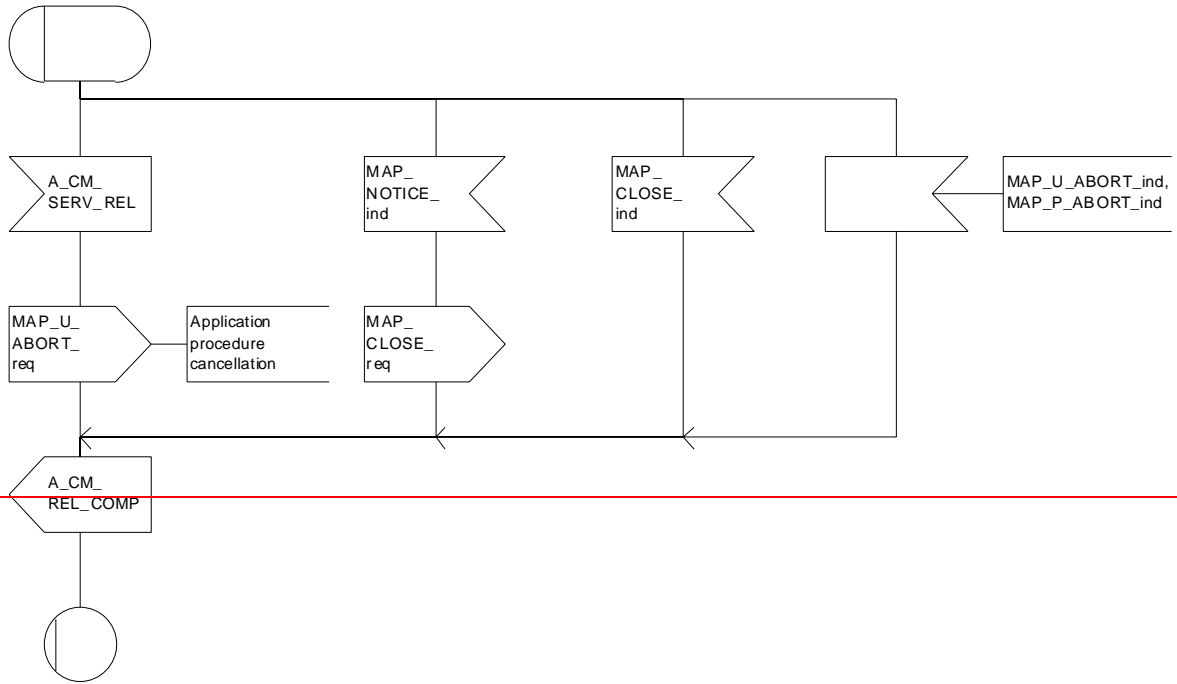 A_CM_
SERV_REL
MAP_
NOTICE_
ind
MAP_
CLOSE_
ind
MAP_U_ABORT_ind,
MAP_P_ABORT_ind
MAP_U_
ABORT_
req
Application
procedure
cancellation
MAP_
CLOSE_
req
A_CM_
REL_COMP